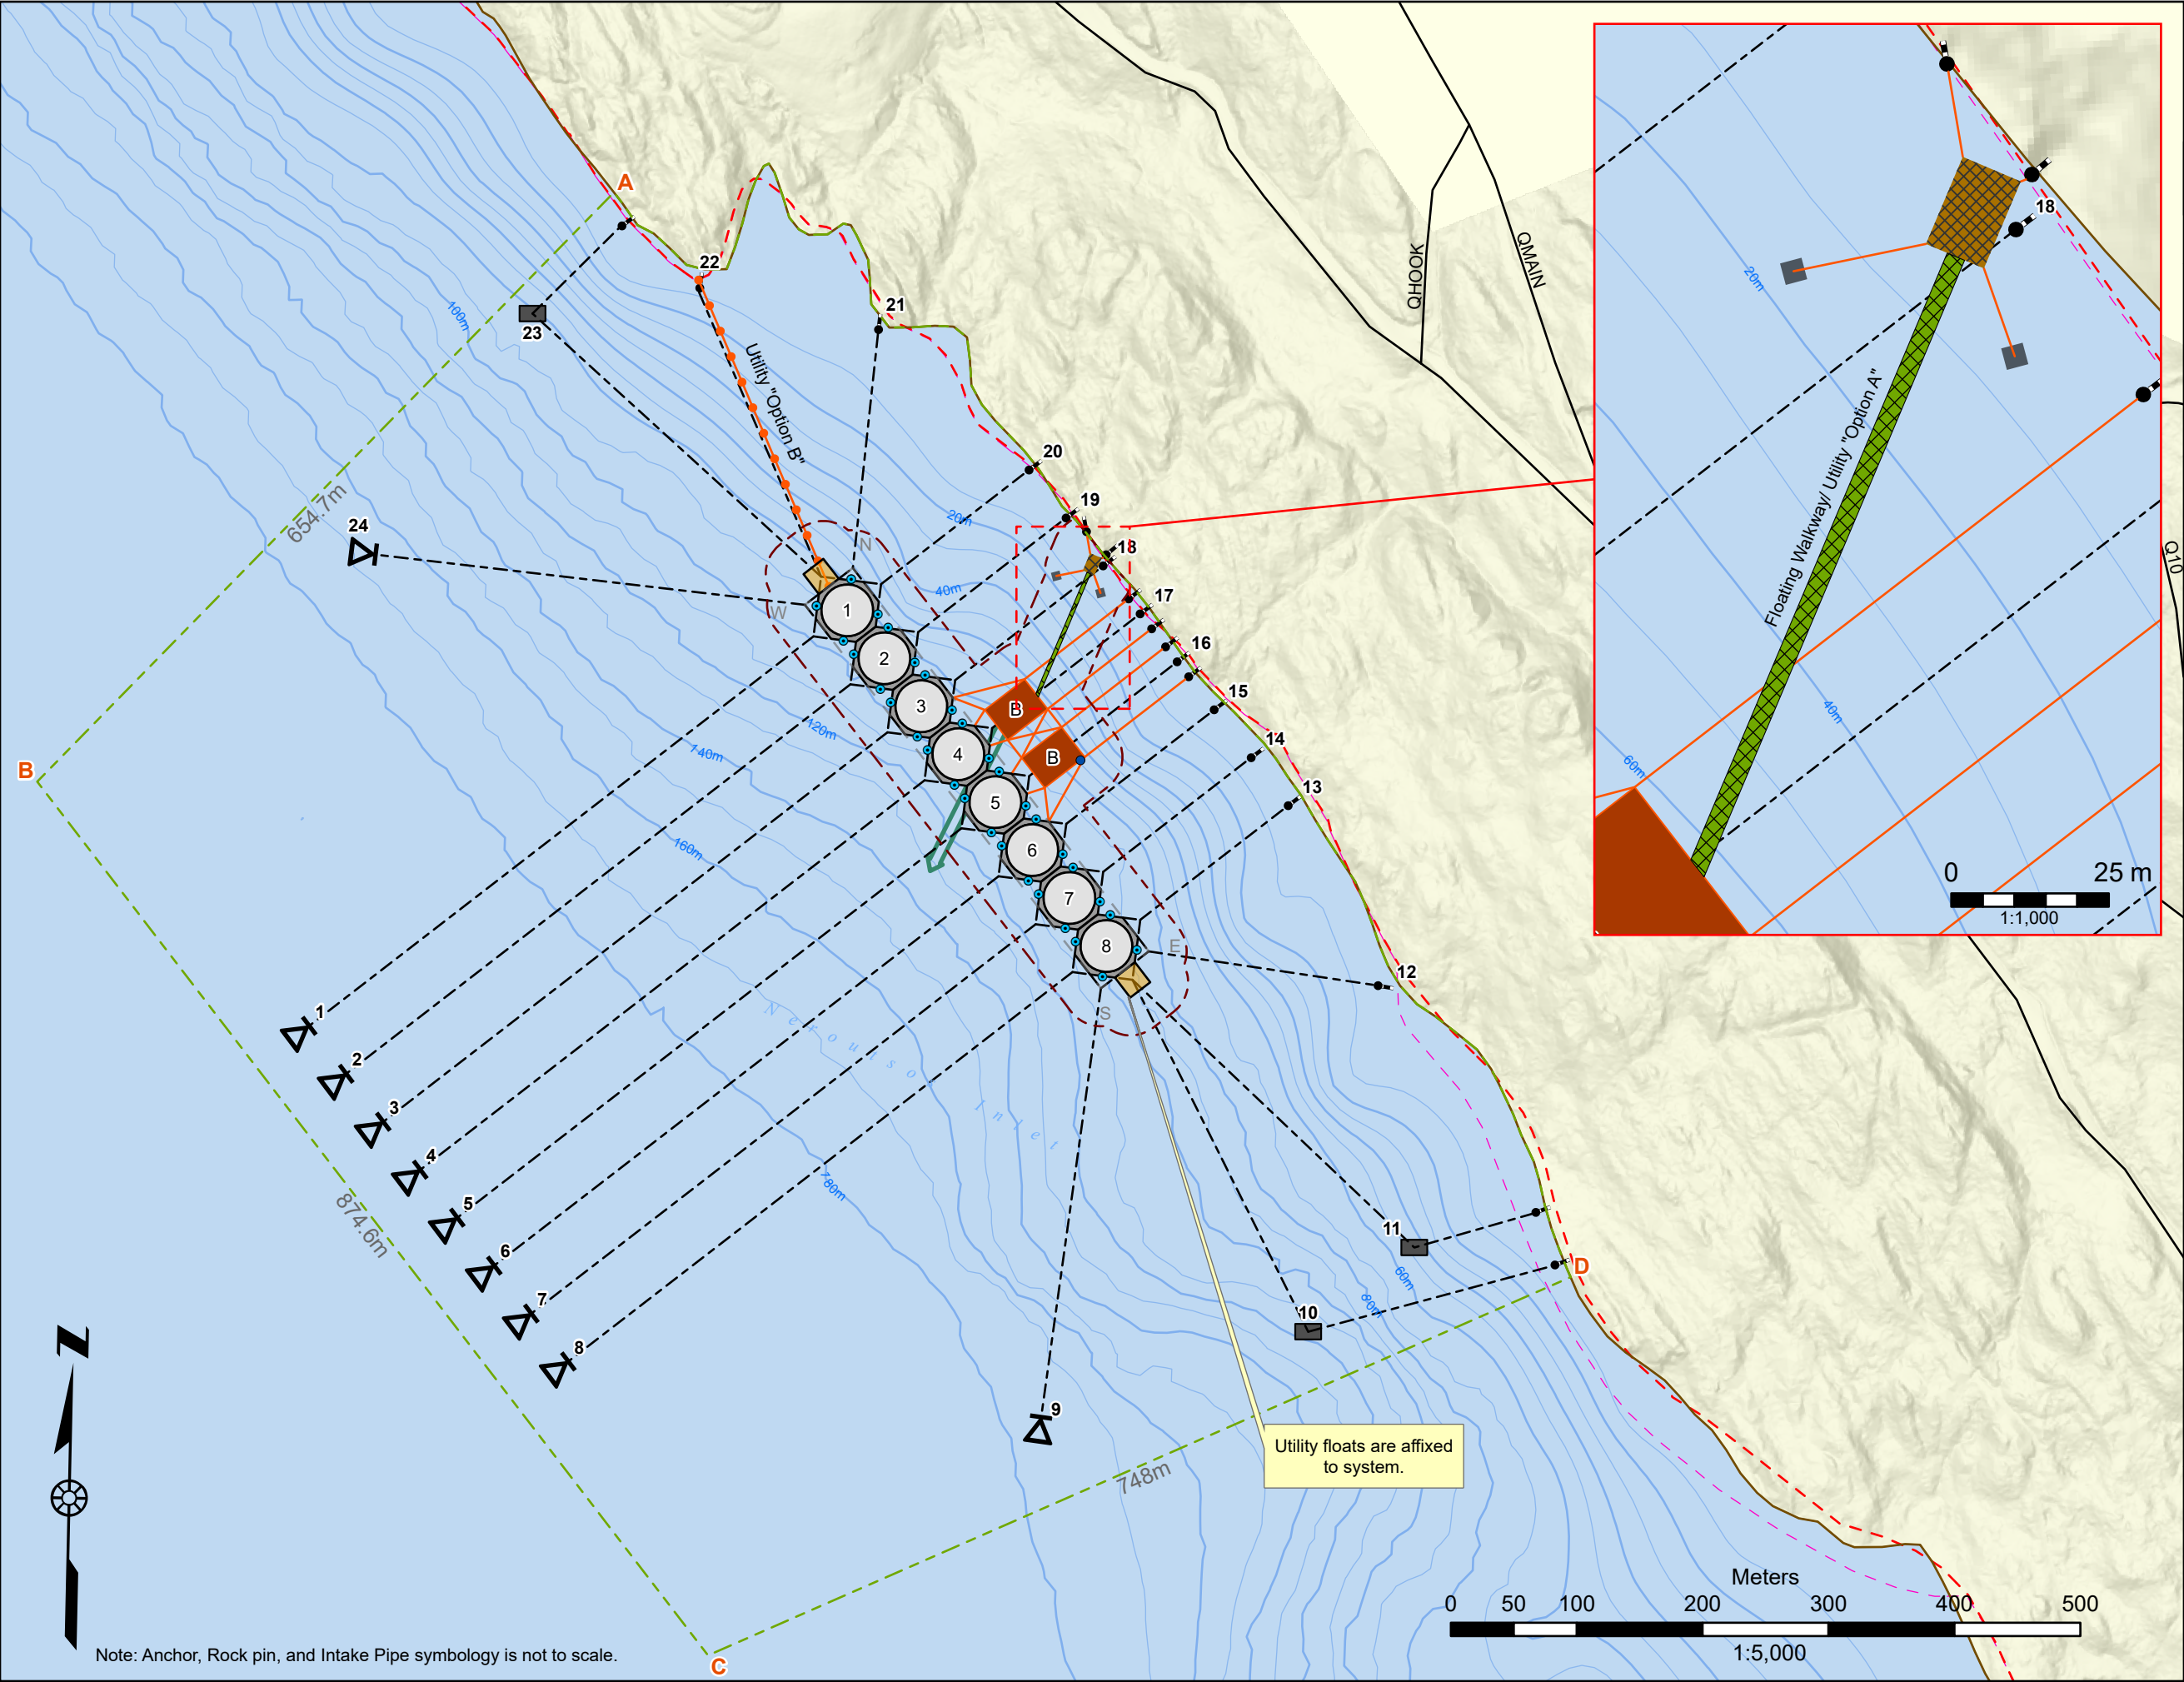 A
22
21
23
100m
Utility "Option B"
20
19
18
17
16
15
14
13
12
20m
40m
24
654.7m
N
W
E
S
1
2
3
4
5
6
7
8
B
B
B
120m
140m
160m
180m
Neroutsos
Inlet
1
2
3
4
5
6
7
8
9
10
11
60m
80m
D
C
874.6m
748m
QHOOK
QMAIN
Q10
18
20m
40m
60m
Floating Walkway/ Utility "Option A"
0 25 m
1:1,000
Utility floats are affixed
to system.
N
Note: Anchor, Rock pin, and Intake Pipe symbology is not to scale.
Meters
0 50 100 200 300 400 500
1:5,000